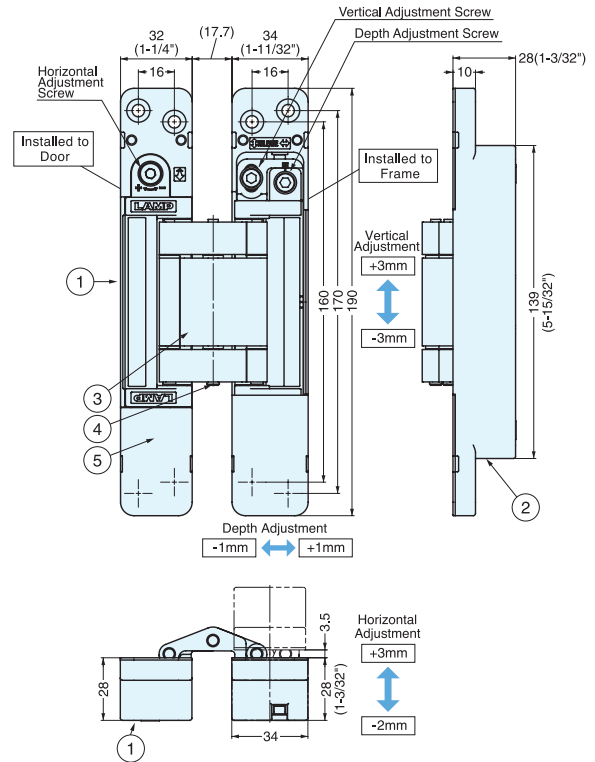 Vertical Adjustment Screw
Depth Adjustment Screw
32
(1-1/4")
(17.7)
34
(1-11/32")
28(1-3/32")
16
16
10
Horizontal
Adjustment
Screw
Installed to
Door
Installed to
Frame
LAMP
1
Vertical
Adjustment
+3mm
-3mm
160
170
190
139
(5-15/32")
3
4
5
LAMP
2
Depth Adjustment
-1mm
+1mm
3.5
Horizontal
Adjustment
+3mm
-2mm
28
28
(1-3/32")
1
34